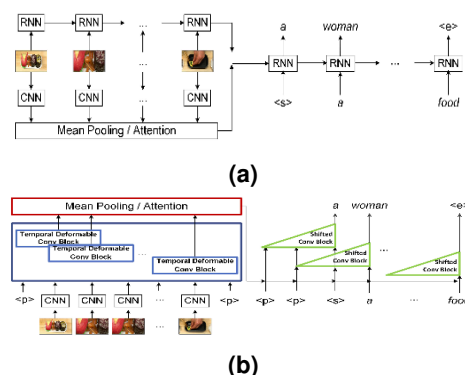 a woman <e>
RNN RNN ... RNN
RNN RNN ... RNN
CNN CNN ... CNN
<s> a food
Mean Pooling / Attention
(a)
Mean Pooling / Attention
a woman <e>
Temporal Deformable
Conv Block
Temporal Deformable
Conv Block
...
Temporal Deformable
Conv Block
Shifted
Conv Block
Shifted
Conv Block
...
Shifted
Conv Block
<p> CNN CNN CNN ... CNN <p>
<p> <p> <s> a ... food
...
(b)